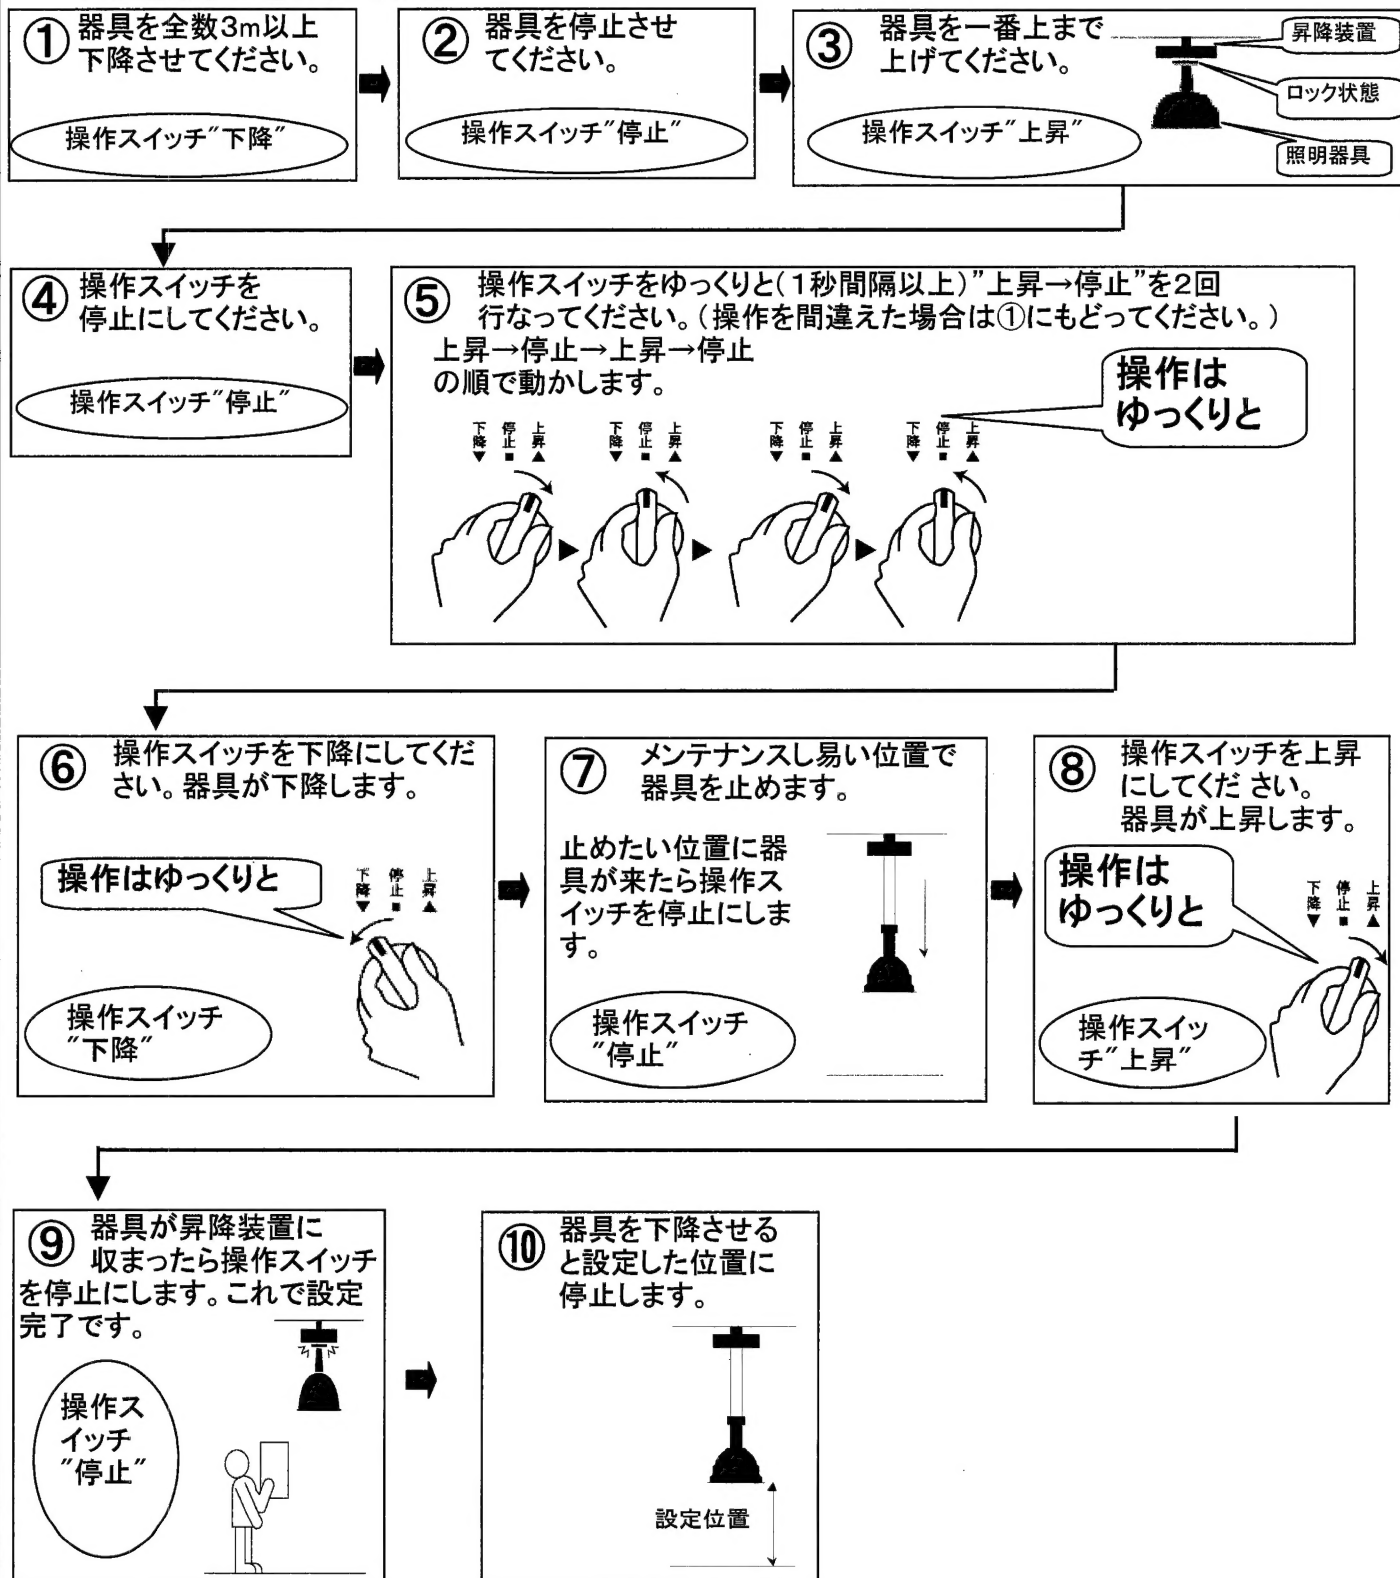 ① 器具を全数3m以上
下降させてください。
操作スイッチ"下降"
② 器具を停止させ
てください。
操作スイッチ"停止"
③ 器具を一番上まで
上げてください。
操作スイッチ"上昇"
昇降装置
ロック状態
照明器具
④ 操作スイッチを
停止にしてください。
操作スイッチ"停止"
⑤ 操作スイッチをゆっくりと(1秒間隔以上)"上昇→停止"を2回
行なってください。(操作を間違えた場合は①にもどってください。)
上昇→停止→上昇→停止
の順で動かします。
操作は
ゆっくりと
下降▼ 停止■ 上昇▲
下降▼ 停止■ 上昇▲
下降▼ 停止■ 上昇▲
下降▼ 停止■ 上昇▲
⑥ 操作スイッチを下降にしてくだ
さい。器具が下降します。
操作はゆっくりと
下降▼ 停止■ 上昇▲
操作スイッチ
"下降"
⑦ メンテナンスし易い位置で
器具を止めます。
止めたい位置に器
具が来たら操作ス
イッチを停止にしま
す。
操作スイッチ
"停止"
⑧ 操作スイッチを上昇
にしてくだ さい。
器具が上昇します。
操作は
ゆっくりと
下降▼ 停止■ 上昇▲
操作スイッ
チ"上昇"
⑨ 器具が昇降装置に
収まったら操作スイッチ
を停止にします。これで設定
完了です。
操作ス
イッチ
"停止"
⑩ 器具を下降させる
と設定した位置に
停止します。
設定位置